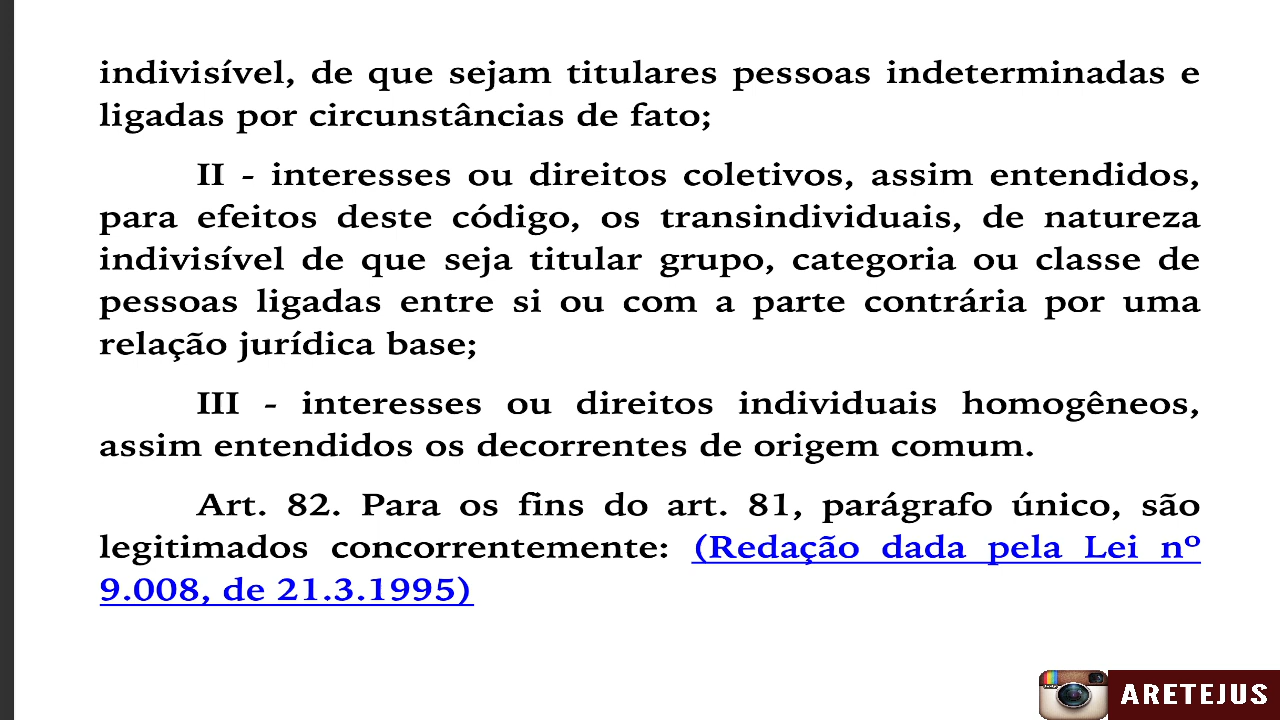 indivisível, de que sejam titulares pessoas indeterminadas e
ligadas por circunstâncias de fato;
II - interesses ou direitos coletivos, assim entendidos,
para efeitos deste código, os transindividuais, de natureza
indivisível de que seja titular grupo, categoria ou classe de
pessoas ligadas entre si ou com a parte contrária por uma
relação jurídica base;
III - interesses ou direitos individuais homogêneos,
assim entendidos os decorrentes de origem comum.
Art. 82. Para os fins do art. 81, parágrafo único, são
legitimados concorrentemente: (Redação dada pela Lei nº
9.008, de 21.3.1995)
ARETEJUS